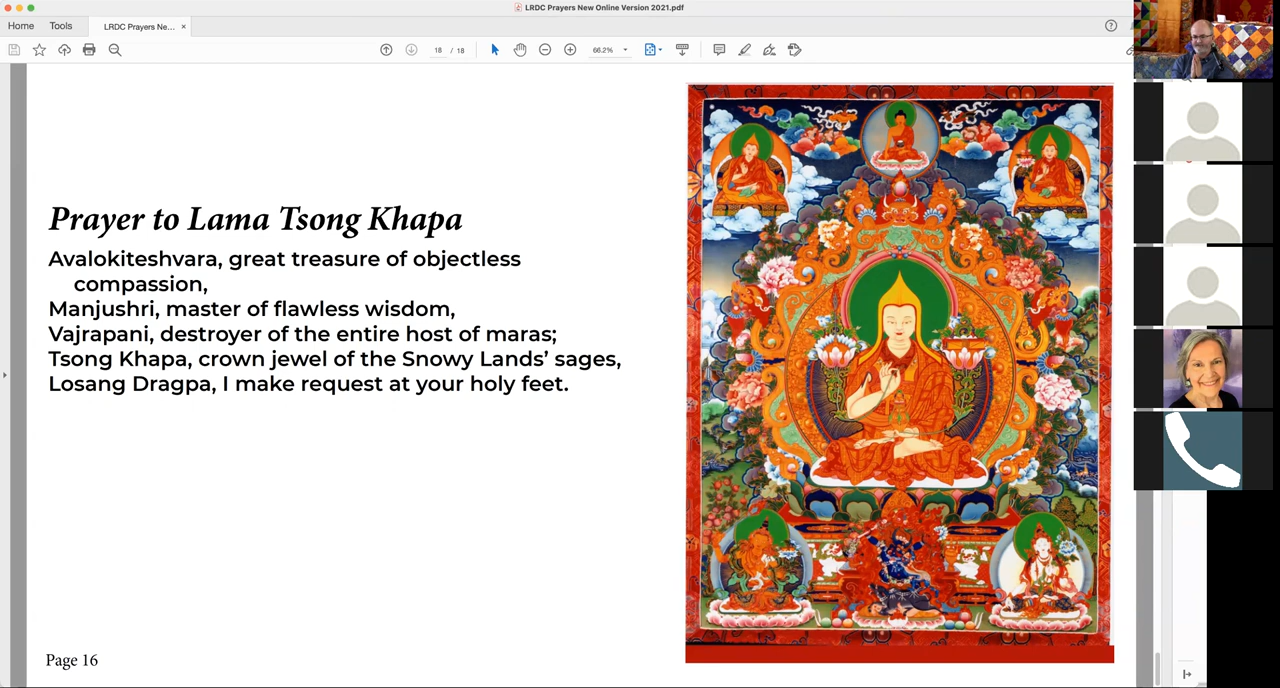 LRDC Prayers New Online Version 2021.pdf
Home Tools LRDC Prayers Ne... ×
18 / 18 66.2%
Prayer to Lama Tsong Khapa
Avalokiteshvara, great treasure of objectless
compassion,
Manjushri, master of flawless wisdom,
Vajrapani, destroyer of the entire host of maras;
Tsong Khapa, crown jewel of the Snowy Lands’ sages,
Losang Dragpa, I make request at your holy feet.
Page 16